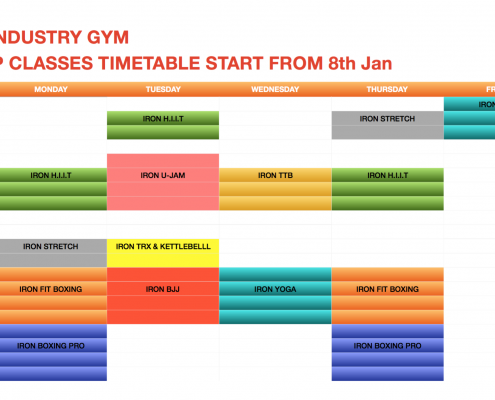 NDUSTRY GYM
P CLASSES TIMETABLE START FROM 8th Jan
MONDAY TUESDAY WEDNESDAY THURSDAY FR
IRON
IRON H.I.I.T IRON STRETCH
IRON H.I.I.T IRON U-JAM IRON TTB IRON H.I.I.T
IRON STRETCH IRON TRX & KETTLEBELLL
IRON FIT BOXING IRON BJJ IRON YOGA IRON FIT BOXING
IRON BOXING PRO IRON BOXING PRO